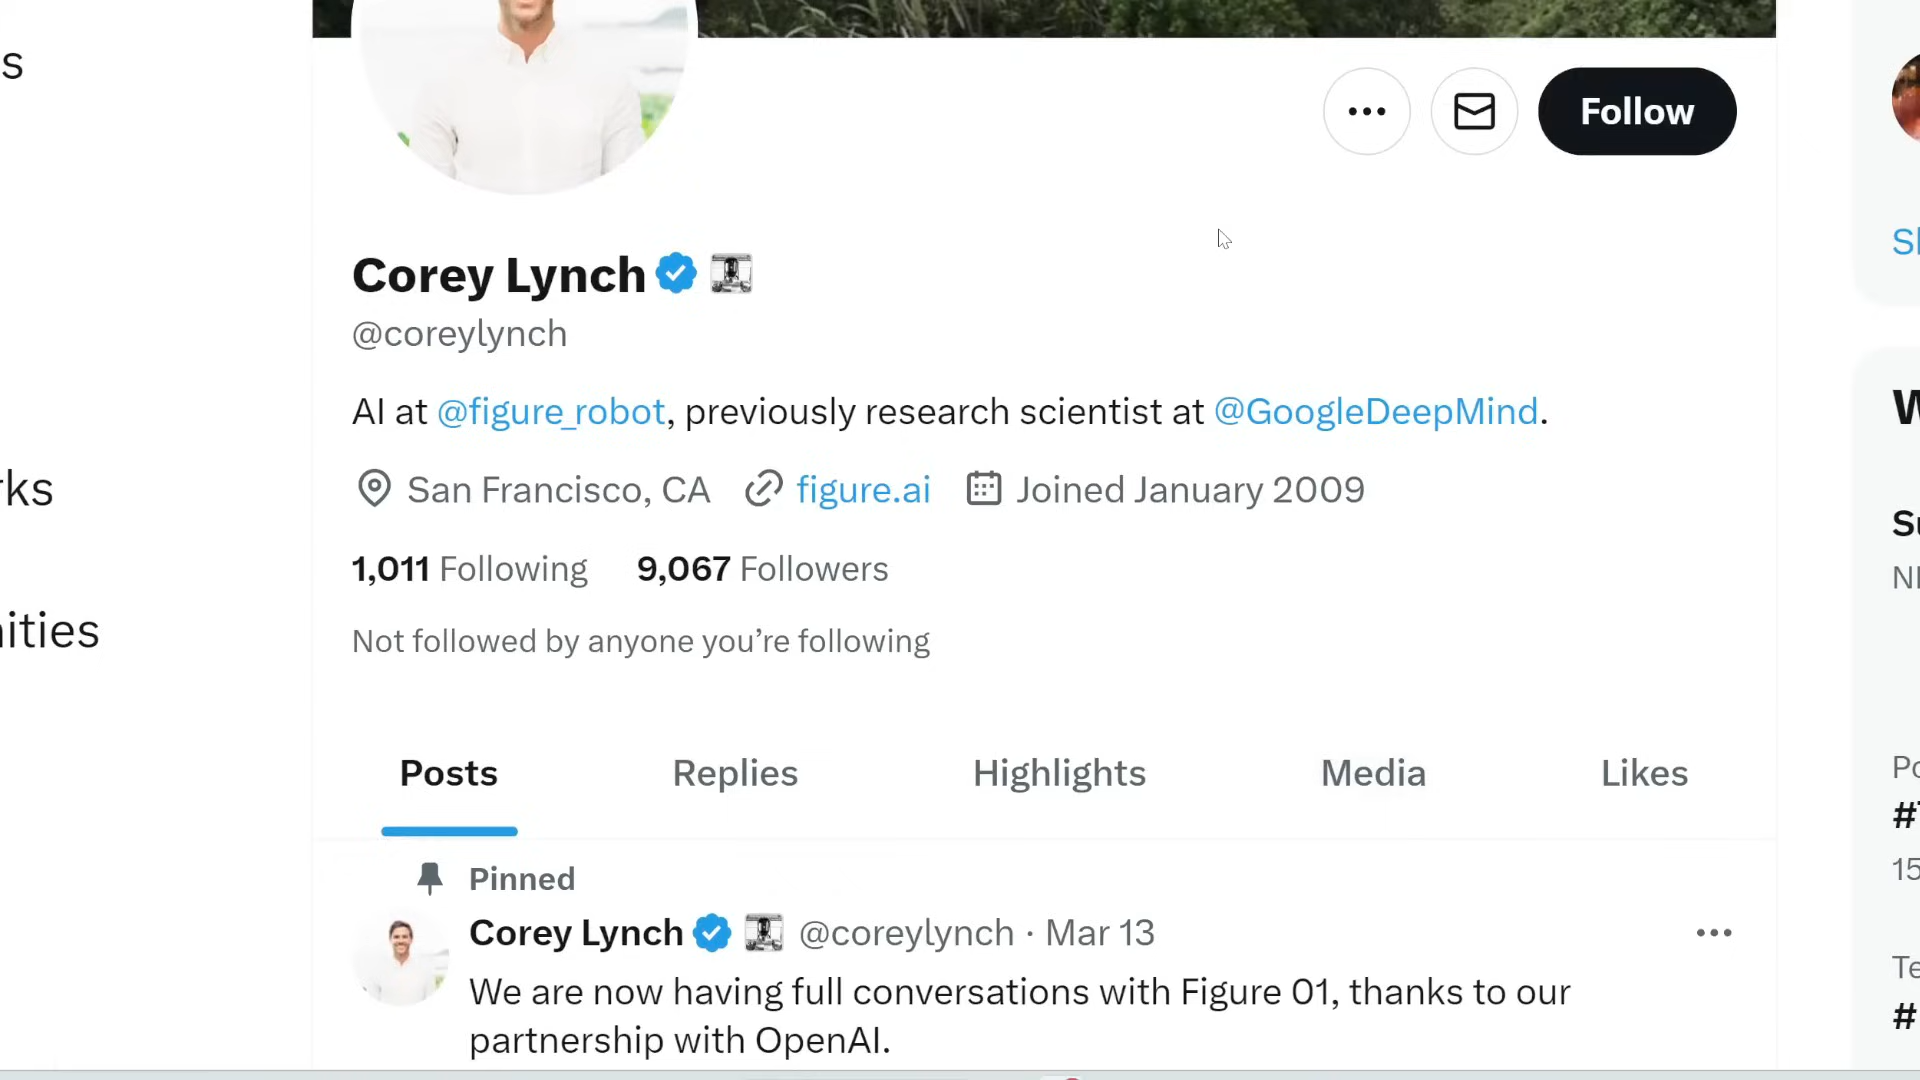 s
Follow
Corey Lynch
@coreylynch
AI at @figure_robot, previously research scientist at @GoogleDeepMind.
San Francisco, CA figure.ai Joined January 2009
rks
1,011 Following 9,067 Followers
nities
Not followed by anyone you’re following
Posts Replies Highlights Media Likes
Pinned
Corey Lynch @coreylynch · Mar 13
We are now having full conversations with Figure 01, thanks to our
partnership with OpenAI.
15
#